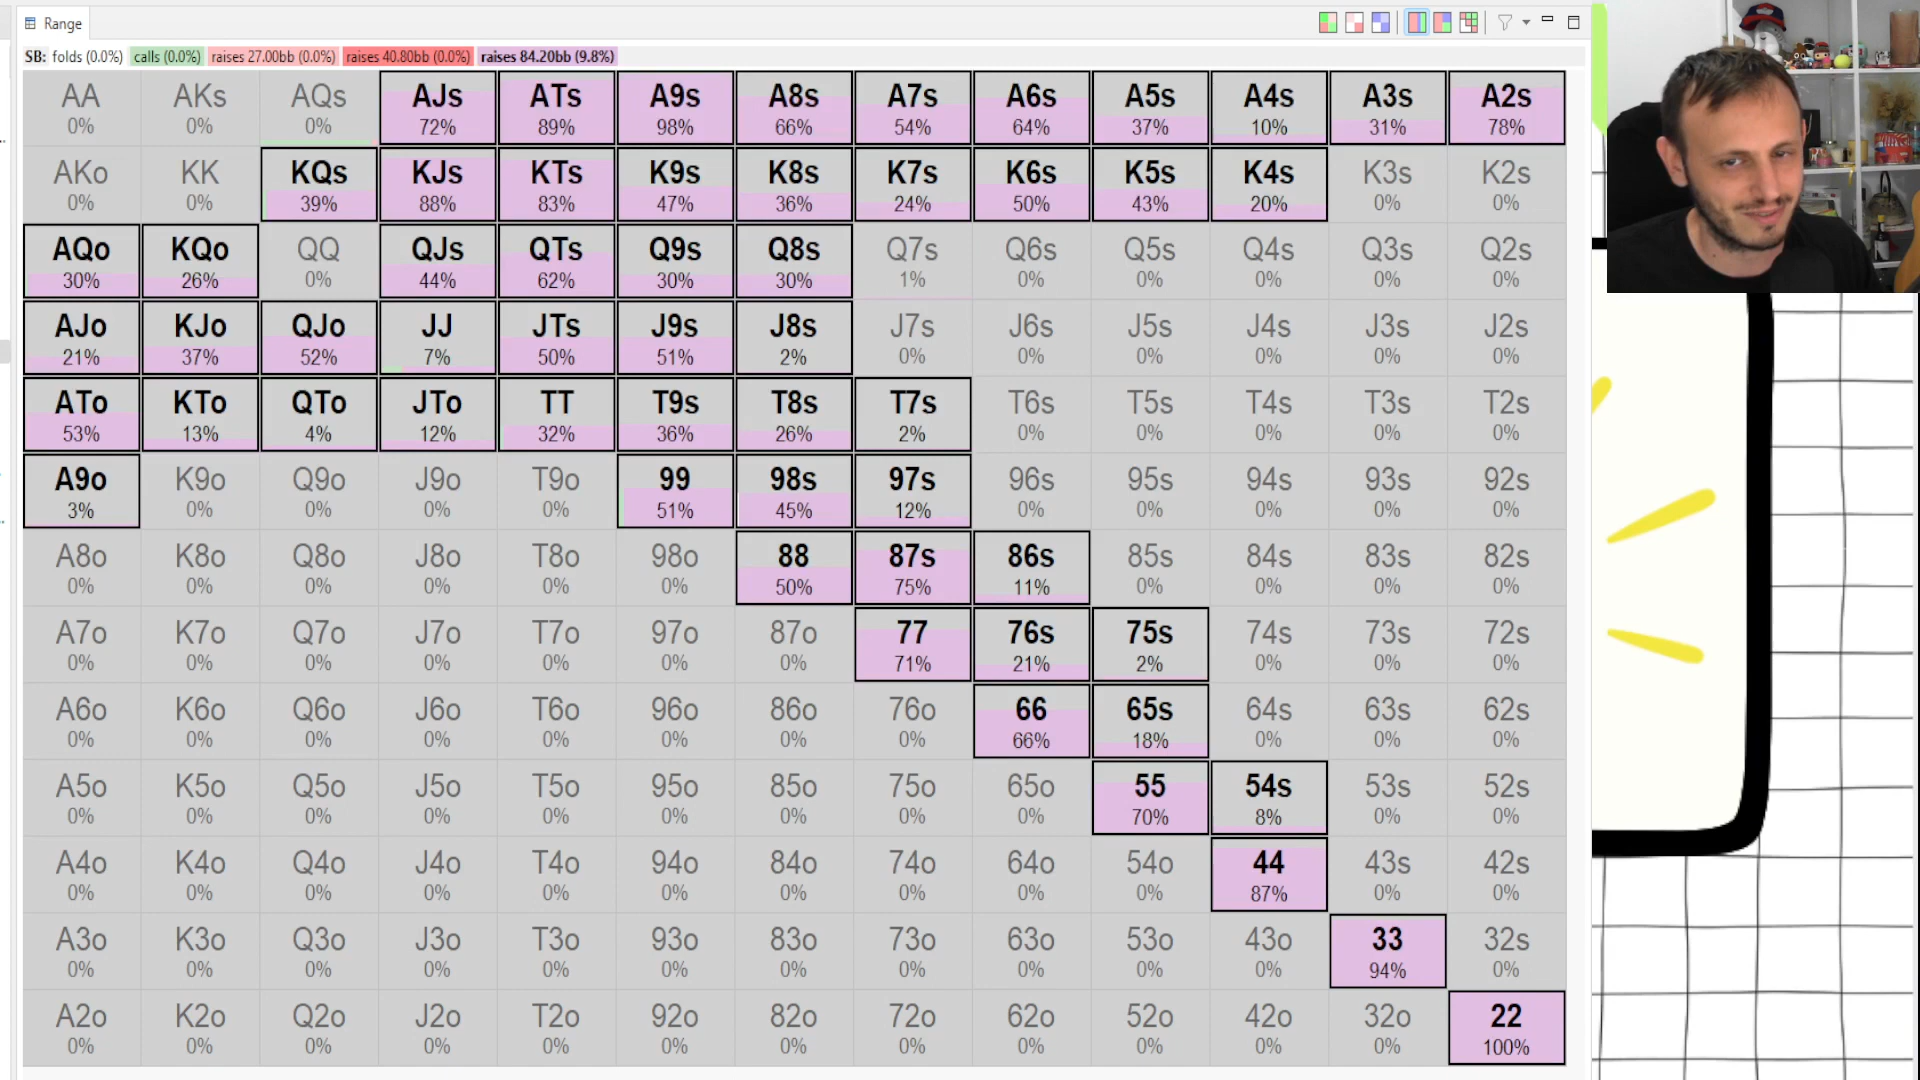 Range
SB: folds (0.0%) calls (0.0%) raises 27.00bb (0.0%) raises 40.80bb (0.0%) raises 84.20bb (9.8%)
AA AKs AQs AJs ATs A9s A8s A7s A6s A5s A4s A3s A2s
0% 0% 0% 72% 89% 98% 66% 54% 64% 37% 10% 31% 78%
AKo KK KQs KJs KTs K9s K8s K7s K6s K5s K4s K3s K2s
0% 0% 39% 88% 83% 47% 36% 24% 50% 43% 20% 0% 0%
AQo KQo QQ QJs QTs Q9s Q8s Q7s Q6s Q5s Q4s Q3s Q2s
30% 26% 0% 44% 62% 30% 30% 1% 0% 0% 0% 0% 0%
AJo KJo QJo JJ JTs J9s J8s J7s J6s J5s J4s J3s J2s
21% 37% 52% 7% 50% 51% 2% 0% 0% 0% 0% 0% 0%
ATo KTo QTo JTo TT T9s T8s T7s T6s T5s T4s T3s T2s
53% 13% 4% 12% 32% 36% 26% 2% 0% 0% 0% 0% 0%
A9o K9o Q9o J9o T9o 99 98s 97s 96s 95s 94s 93s 92s
3% 0% 0% 0% 0% 51% 45% 12% 0% 0% 0% 0% 0%
A8o K8o Q8o J8o T8o 98o 88 87s 86s 85s 84s 83s 82s
0% 0% 0% 0% 0% 0% 50% 75% 11% 0% 0% 0% 0%
A7o K7o Q7o J7o T7o 97o 87o 77 76s 75s 74s 73s 72s
0% 0% 0% 0% 0% 0% 0% 71% 21% 2% 0% 0% 0%
A6o K6o Q6o J6o T6o 96o 86o 76o 66 65s 64s 63s 62s
0% 0% 0% 0% 0% 0% 0% 0% 66% 18% 0% 0% 0%
A5o K5o Q5o J5o T5o 95o 85o 75o 65o 55 54s 53s 52s
0% 0% 0% 0% 0% 0% 0% 0% 0% 70% 8% 0% 0%
A4o K4o Q4o J4o T4o 94o 84o 74o 64o 54o 44 43s 42s
0% 0% 0% 0% 0% 0% 0% 0% 0% 0% 87% 0% 0%
A3o K3o Q3o J3o T3o 93o 83o 73o 63o 53o 43o 33 32s
0% 0% 0% 0% 0% 0% 0% 0% 0% 0% 0% 94% 0%
A2o K2o Q2o J2o T2o 92o 82o 72o 62o 52o 42o 32o 22
0% 0% 0% 0% 0% 0% 0% 0% 0% 0% 0% 0% 100%